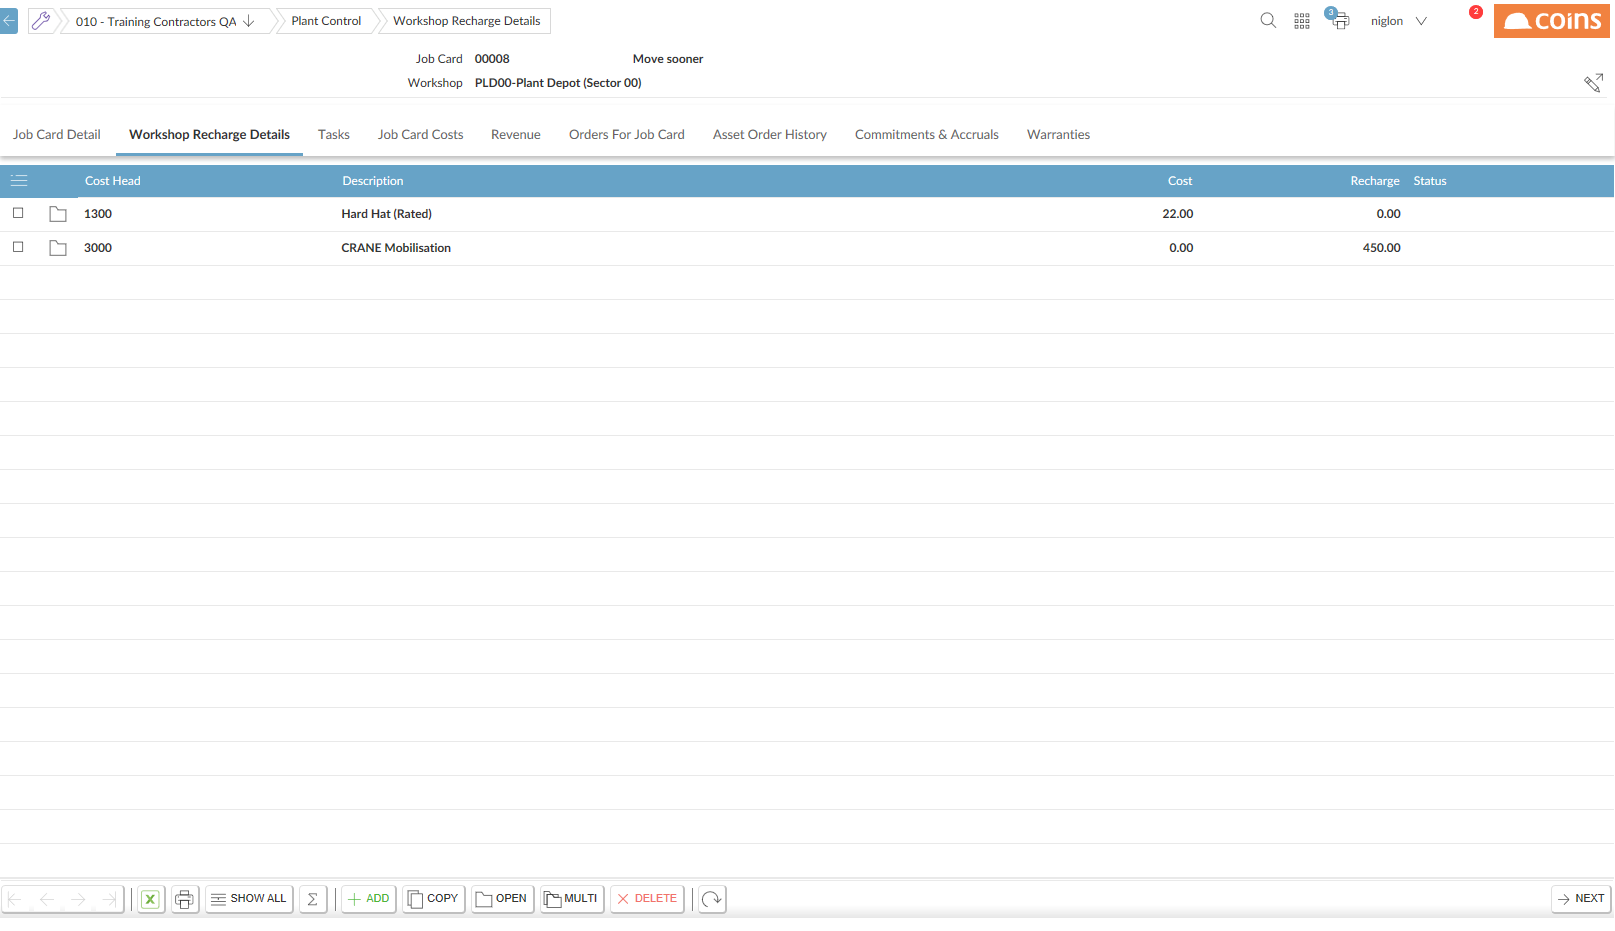 010 - Training Contractors QA
Plant Control
Workshop Recharge Details
3
niglon
2
coins
Job Card 00008 Move sooner
Workshop PLD00-Plant Depot (Sector 00)
Job Card Detail Workshop Recharge Details Tasks Job Card Costs Revenue Orders For Job Card Asset Order History Commitments & Accruals Warranties
Cost Head Description Cost Recharge Status
1300 Hard Hat (Rated) 22.00 0.00
3000 CRANE Mobilisation 0.00 450.00
X SHOW ALL Σ ADD COPY OPEN MULTI DELETE NEXT